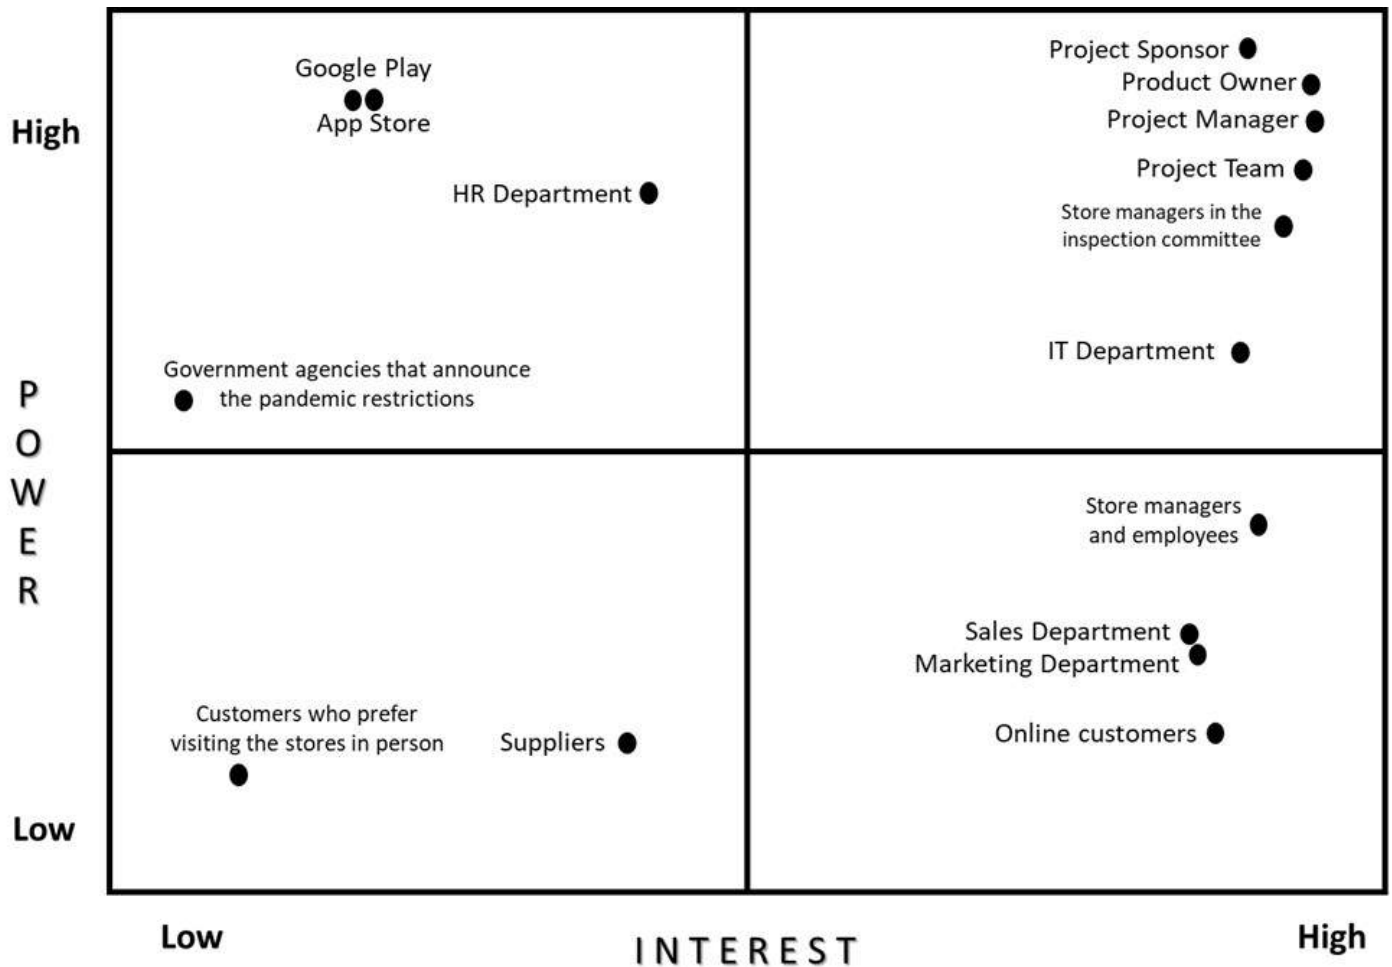 Google Play
App Store
High
HR Department
Government agencies that announce
the pandemic restrictions
Project Sponsor
Product Owner
Project Manager
Project Team
Store managers in the
inspection committee
IT Department
POWER
Store managers
and employees
Sales Department
Marketing Department
Online customers
Customers who prefer
visiting the stores in person
Suppliers
Low
Low
INTEREST
High